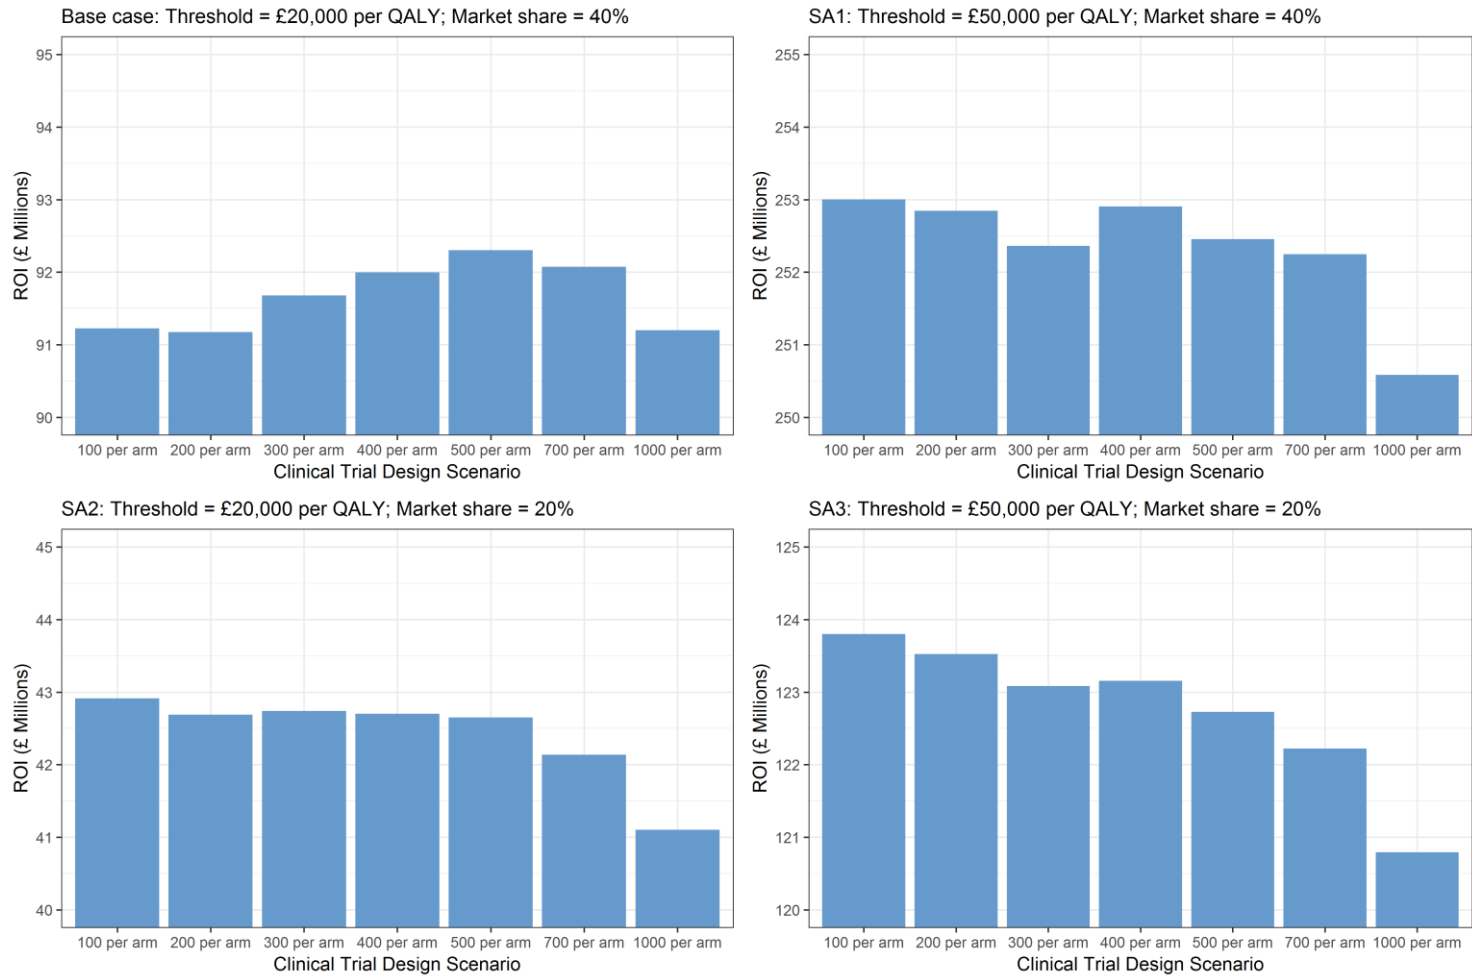 Base case: Threshold = £20,000 per QALY; Market share = 40%
95
94
93
92
91
90
ROI (£ Millions)
100 per arm 200 per arm 300 per arm 400 per arm 500 per arm 700 per arm 1000 per arm
Clinical Trial Design Scenario
SA1: Threshold = £50,000 per QALY; Market share = 40%
255
254
253
252
251
250
ROI (£ Millions)
100 per arm 200 per arm 300 per arm 400 per arm 500 per arm 700 per arm 1000 per arm
Clinical Trial Design Scenario
SA2: Threshold = £20,000 per QALY; Market share = 20%
45
44
43
42
41
40
ROI (£ Millions)
100 per arm 200 per arm 300 per arm 400 per arm 500 per arm 700 per arm 1000 per arm
Clinical Trial Design Scenario
SA3: Threshold = £50,000 per QALY; Market share = 20%
125
124
123
122
121
120
ROI (£ Millions)
100 per arm 200 per arm 300 per arm 400 per arm 500 per arm 700 per arm 1000 per arm
Clinical Trial Design Scenario